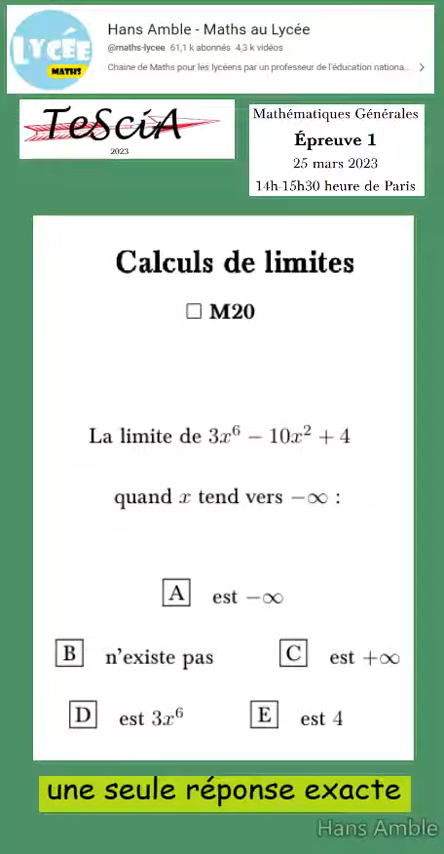 LYCÉE
MATHS
Hans Amble - Maths au Lycée
@maths-lycee 61,1 k abonnés 4,3 k vidéos
Chaine de Maths pour les lycéens par un professeur de l'éducation nationa...
TeSciA
2023
Mathématiques Générales
Épreuve 1
25 mars 2023
14h-15h30 heure de Paris
Calculs de limites
☐ M20
La limite de 3x⁶ − 10x² + 4
quand x tend vers −∞ :
A est −∞
B n'existe pas C est +∞
D est 3x⁶ E est 4
une seule réponse exacte
Hans Amble